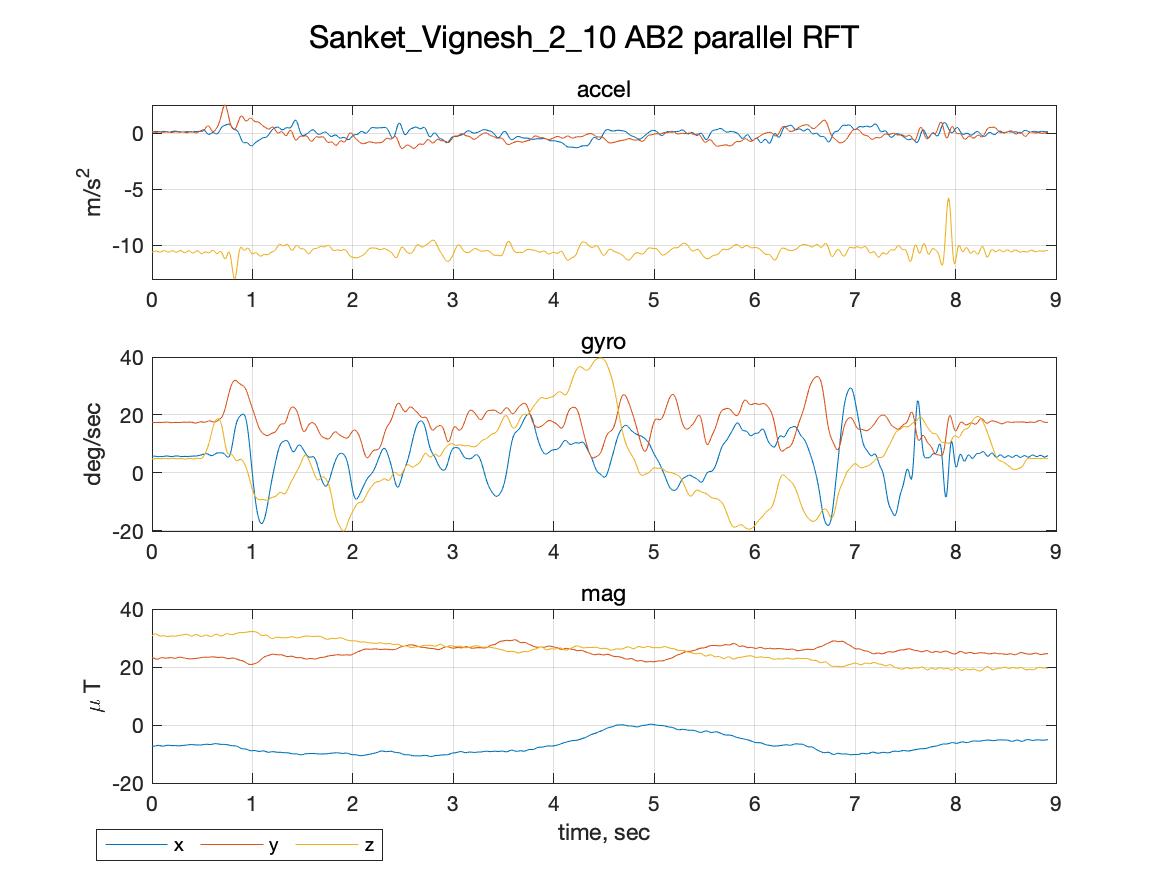 Sanket_Vignesh_2_10 AB2 parallel RFT
accel
0
-5
-10
m/s2
0 1 2 3 4 5 6 7 8 9
gyro
40
20
0
-20
deg/sec
0 1 2 3 4 5 6 7 8 9
mag
40
20
0
-20
μ T
0 1 2 3 4 5 6 7 8 9
time, sec
x y z